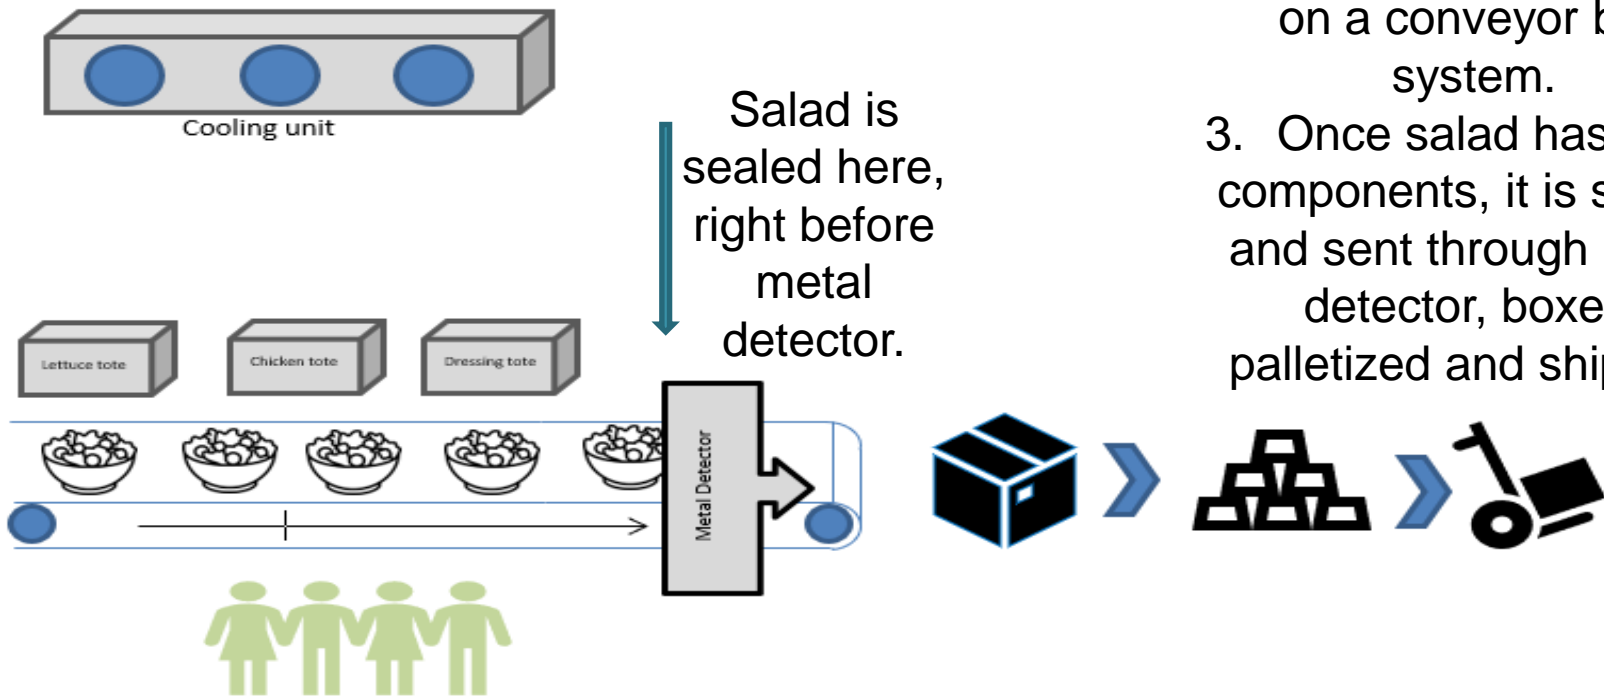 Cooling unit
Salad is
sealed here,
right before
metal
detector.
on a conveyor b
system.
3. Once salad has
components, it is s
and sent through
detector, boxe
palletized and ship
Lettuce tote
Chicken tote
Dressing tote
Metal Detector